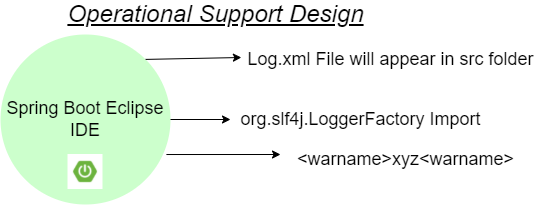 Operational Support Design
Log.xml File will appear in src folder
Spring Boot Eclipse
IDE
org.slf4j.LoggerFactory Import
<warname>xyz<warname>